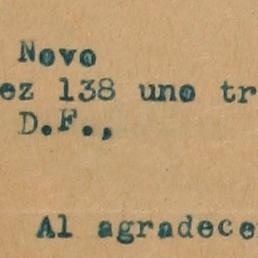 Novo
ez 138 uno tr
D.F.,
Al agradece